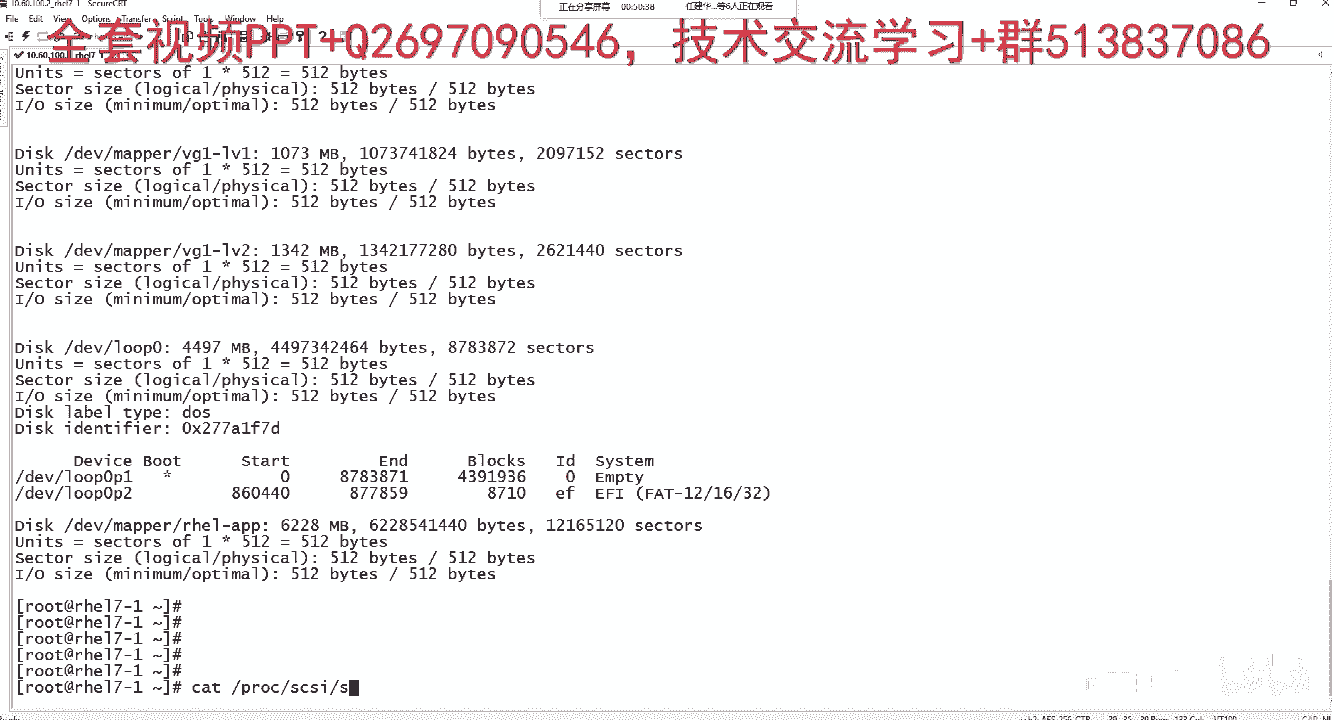 10.60.100.2_rhel7_1 - SecureCRT
正在分享屏幕 00:50:38 任建华...等6人正在观看
File Edit View Options Transfer Script Tools Window Help
全套视频PPT+Q2697090546，技术交流学习+群513837086
Units = sectors of 1 * 512 = 512 bytes
Sector size (logical/physical): 512 bytes / 512 bytes
I/O size (minimum/optimal): 512 bytes / 512 bytes
Disk /dev/mapper/vg1-lv1: 1073 MB, 1073741824 bytes, 2097152 sectors
Units = sectors of 1 * 512 = 512 bytes
Sector size (logical/physical): 512 bytes / 512 bytes
I/O size (minimum/optimal): 512 bytes / 512 bytes
Disk /dev/mapper/vg1-lv2: 1342 MB, 1342177280 bytes, 2621440 sectors
Units = sectors of 1 * 512 = 512 bytes
Sector size (logical/physical): 512 bytes / 512 bytes
I/O size (minimum/optimal): 512 bytes / 512 bytes
Disk /dev/loop0: 4497 MB, 4497342464 bytes, 8783872 sectors
Units = sectors of 1 * 512 = 512 bytes
Sector size (logical/physical): 512 bytes / 512 bytes
I/O size (minimum/optimal): 512 bytes / 512 bytes
Disk label type: dos
Disk identifier: 0x277a1f7d
Device Boot Start End Blocks Id System
/dev/loop0p1 * 0 8783871 4391936 0 Empty
/dev/loop0p2 860440 877859 8710 ef EFI (FAT-12/16/32)
Disk /dev/mapper/rhel-app: 6228 MB, 6228541440 bytes, 12165120 sectors
Units = sectors of 1 * 512 = 512 bytes
Sector size (logical/physical): 512 bytes / 512 bytes
I/O size (minimum/optimal): 512 bytes / 512 bytes
[root@rhel7-1 ~]#
[root@rhel7-1 ~]#
[root@rhel7-1 ~]#
[root@rhel7-1 ~]#
[root@rhel7-1 ~]#
[root@rhel7-1 ~]# cat /proc/scsi/s